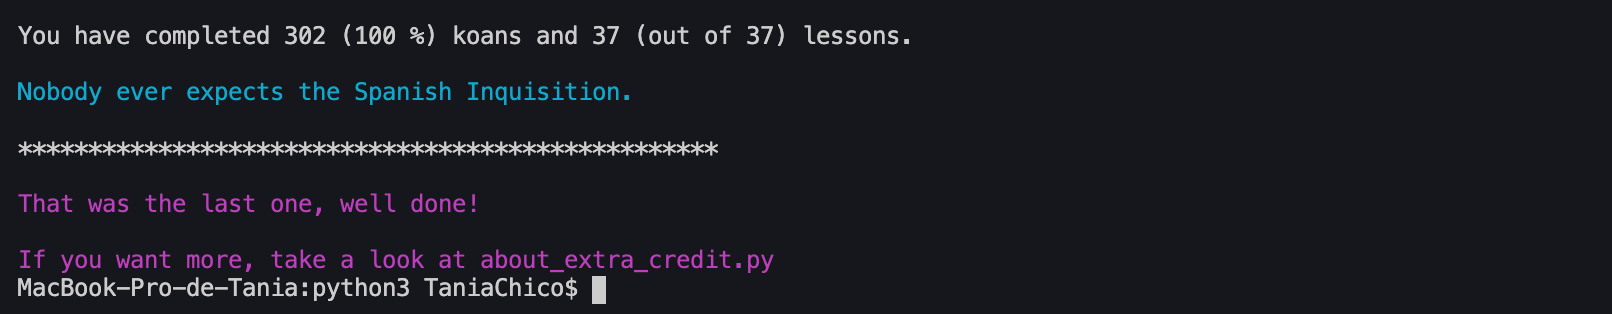 You have completed 302 (100 %) koans and 37 (out of 37) lessons.
Nobody ever expects the Spanish Inquisition.
**************************************************
That was the last one, well done!
If you want more, take a look at about_extra_credit.py
MacBook-Pro-de-Tania:python3 TaniaChico$